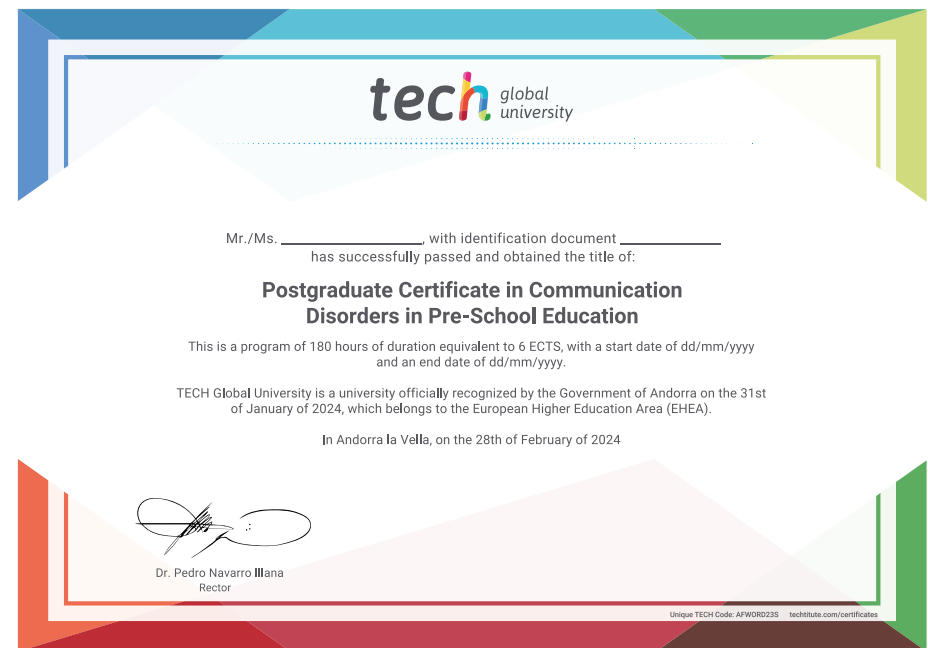 tech global
university
Mr./Ms. ________________, with identification document ____________
has successfully passed and obtained the title of:
Postgraduate Certificate in Communication
Disorders in Pre-School Education
This is a program of 180 hours of duration equivalent to 6 ECTS, with a start date of dd/mm/yyyy
and an end date of dd/mm/yyyy.
TECH Global University is a university officially recognized by the Government of Andorra on the 31st
of January of 2024, which belongs to the European Higher Education Area (EHEA).
In Andorra la Vella, on the 28th of February of 2024
Dr. Pedro Navarro Illana
Rector
Unique TECH Code: AFWORD23S techtitute.com/certificates